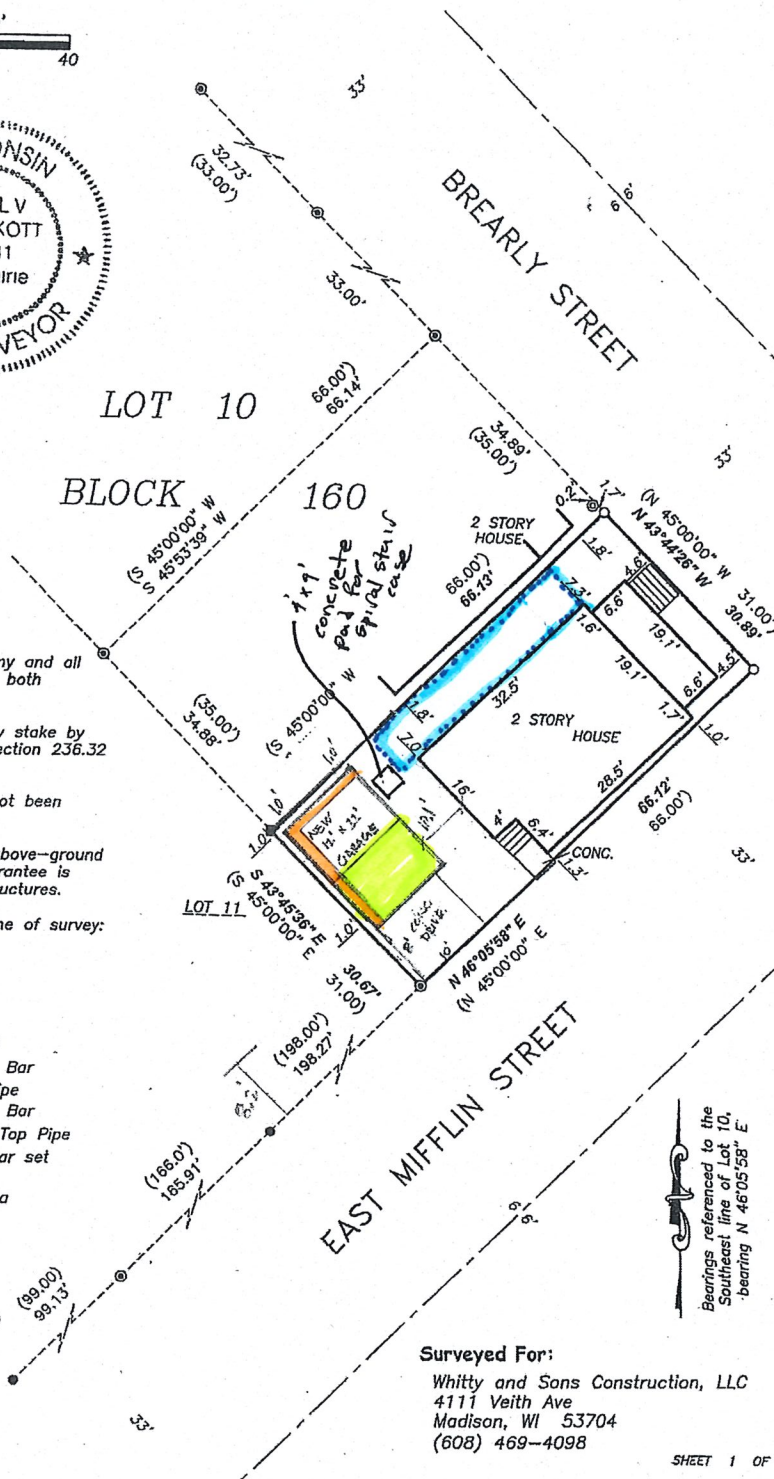 40
33'
32.73'
(33.00')
33.00'
6 6'
BREARLY STREET
33'
LOT 10
BLOCK 160
66.00')
66.14'
(S 45°00'00" W
S 45°53'39" W
34.89'
(35.00')
0.2'
1.7'
(N 45°00'00" W
N 43°44'26" W
31.00')
30.89'
2 STORY
HOUSE
1.8'
4.6'
7.3'
6.6'
1.6'
19.1'
19.1'
6.6'
4.5'
1.7'
1.0'
66.00')
66.13'
concrete
pad for
spiral stair
case
(S 45°00'00" W
1.8'
7.0'
32.5'
2 STORY
HOUSE
28.5'
66.12'
66.00')
33'
16'
4'
6.4'
CONC.
1.3'
(35.00')
34.88'
1.0'
1.0'
1.0'
NEW
GARAGE
LOT 11
S 43°45'36" E
(S 45°00'00" E
1.0'
30.67'
31.00)
10'
DRIVE
N 46°05'58" E
(N 45°00'00" E
ny and all
both
y stake by
ection 236.32
ot been
bove-ground
arantee is
uctures.
ne of survey:
Bar
pe
Bar
Top Pipe
ar set
a
(198.00')
198.27'
(166.0')
165.91'
(99.00)
99.13'
EAST MIFFLIN STREET
6 6'
33'
Bearings referenced to the
Southeast line of Lot 10,
bearing N 46°05'58" E
NSIN
L V
KOTT
11
irie
VEYOR
Surveyed For:
Whitty and Sons Construction, LLC
4111 Veith Ave
Madison, WI 53704
(608) 469-4098
SHEET 1 OF